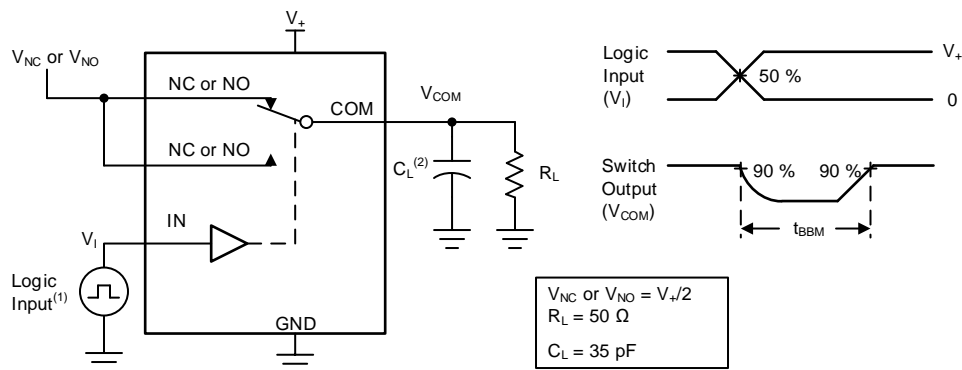 V+
VNC or VNO
NC or NO
COM
VCOM
NC or NO
CL(2)
RL
IN
VI
Logic
Input(1)
GND
Logic
Input
(VI)
50 %
V+
0
Switch
Output
(VCOM)
90 %
90 %
tBBM
VNC or VNO = V+/2
RL = 50 Ω
CL = 35 pF